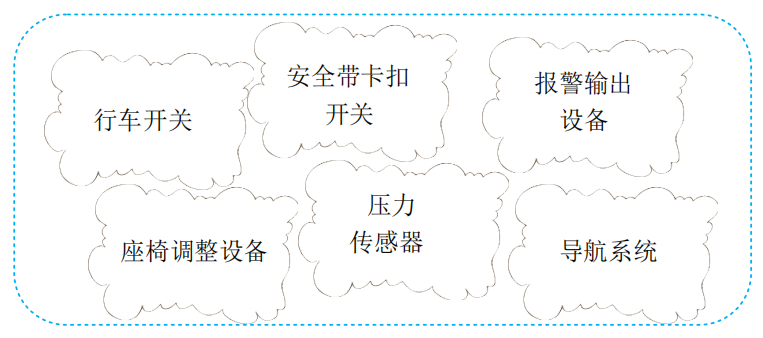 行车开关
安全带卡扣
开关
报警输出
设备
座椅调整设备
压力
传感器
导航系统